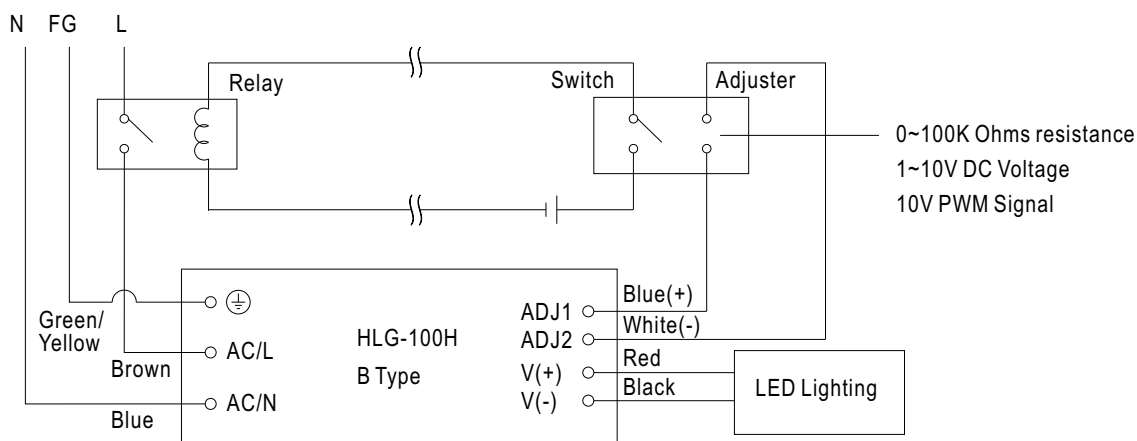 N FG L
Relay
Switch
Adjuster
0~100K Ohms resistance
1~10V DC Voltage
10V PWM Signal
Green/
Yellow
Brown
Blue
AC/L
AC/N
HLG-100H
B Type
ADJ1
ADJ2
V(+)
V(-)
Blue(+)
White(-)
Red
Black
LED Lighting